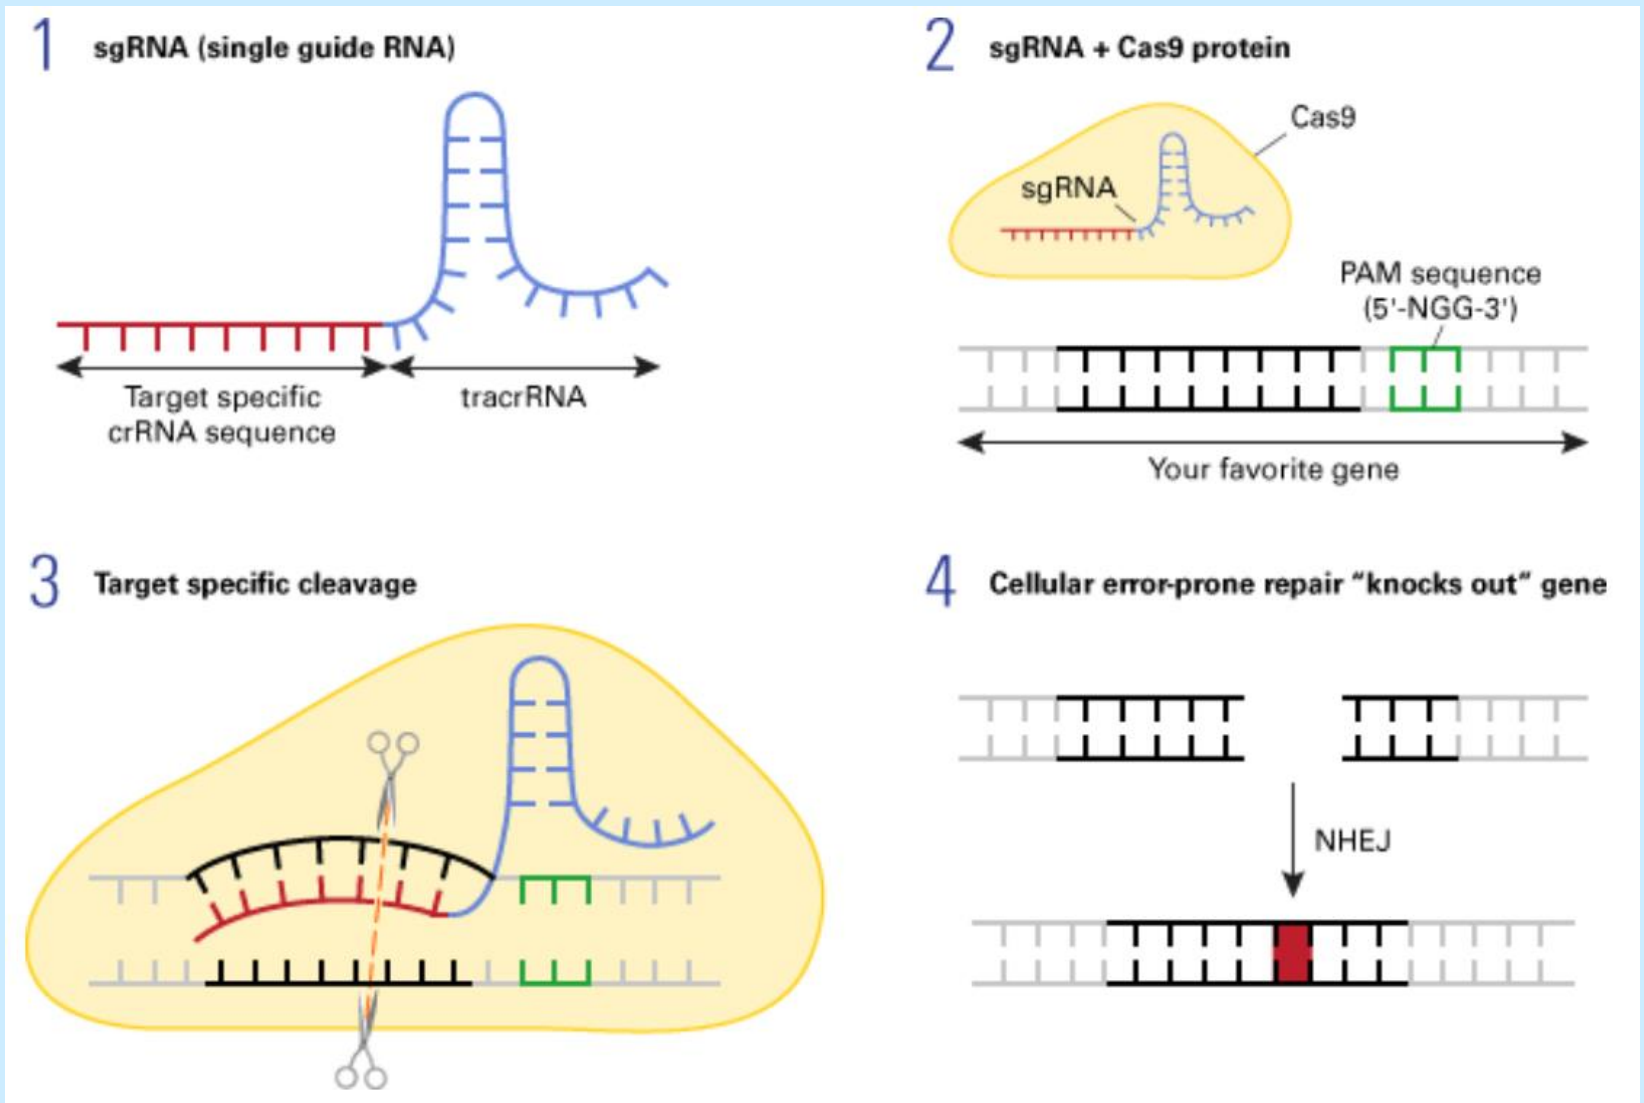 1
sgRNA (single guide RNA)
Target specific
crRNA sequence
tracrRNA
2
sgRNA + Cas9 protein
Cas9
sgRNA
PAM sequence
(5'-NGG-3')
Your favorite gene
3
Target specific cleavage
4
Cellular error-prone repair “knocks out” gene
NHEJ